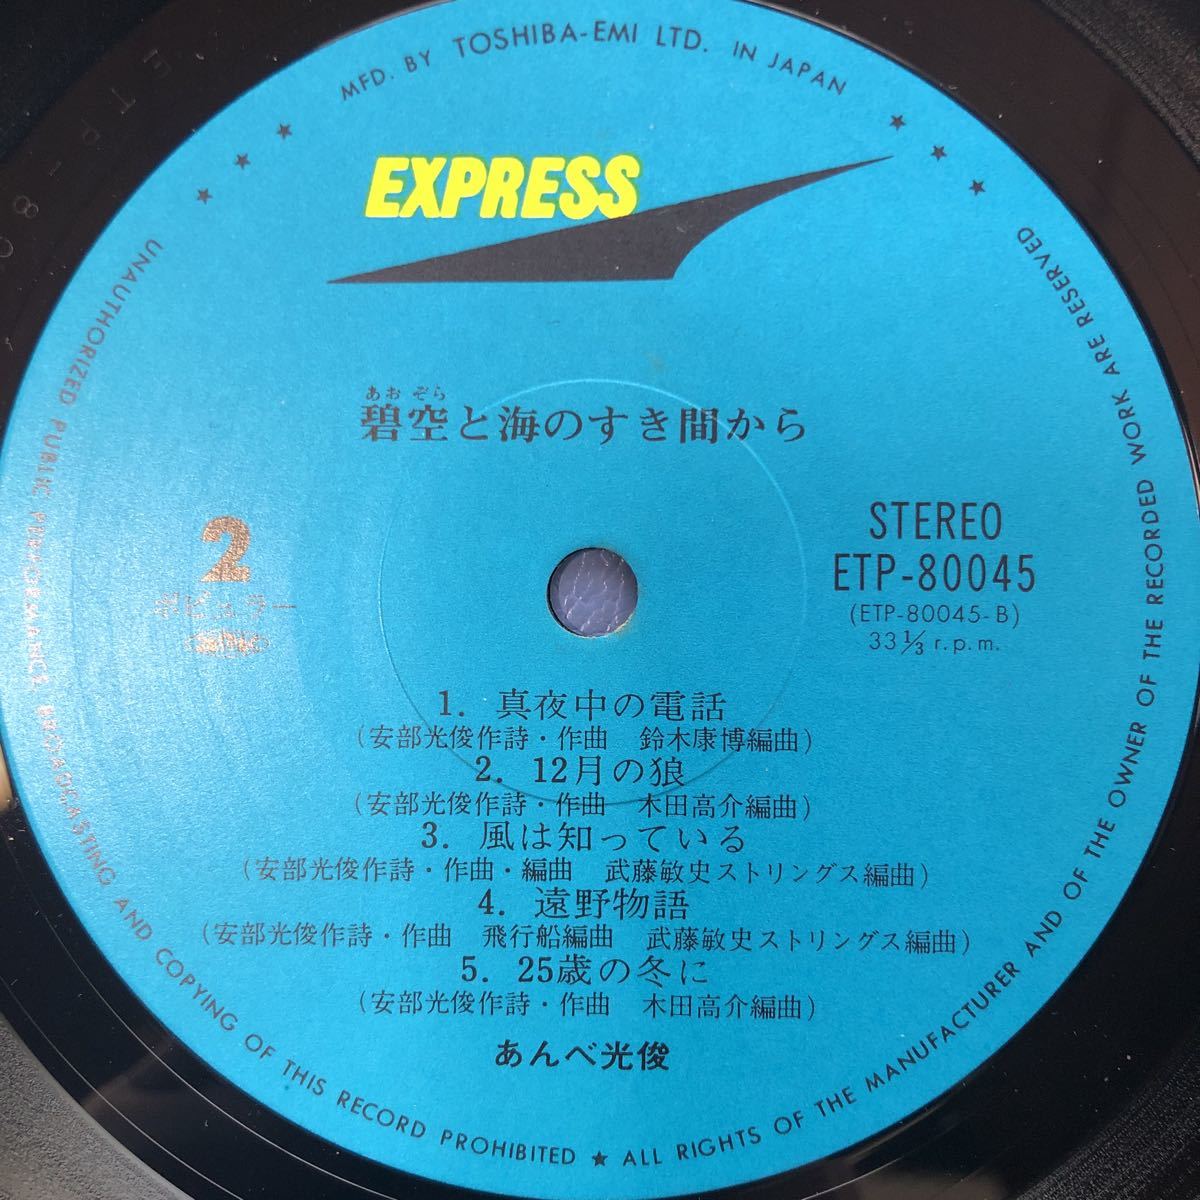 MFD. BY TOSHIBA-EMI LTD. IN JAPAN
★ ★ ★
★ ★ ★
EXPRESS
あお ぞら
碧空と海のすき間から
2
ポピュラー
STEREO
ETP-80045
(ETP-80045-B)
33⅓ r.p.m.
1. 真夜中の電話
(安部光俊作詩・作曲 鈴木康博編曲)
2. 12月の狼
(安部光俊作詩・作曲 木田高介編曲)
3. 風は知っている
(安部光俊作詩・作曲・編曲 武藤敏史ストリングス編曲)
4. 遠野物語
(安部光俊作詩・作曲 飛行船編曲 武藤敏史ストリングス編曲)
5. 25歳の冬に
(安部光俊作詩・作曲 木田高介編曲)
あんべ光俊
UNAUTHORIZED PUBLIC PERFORMANCE, BROADCASTING AND COPYING OF THIS RECORD PROHIBITED ★ ALL RIGHTS OF THE MANUFACTURER AND OF THE OWNER OF THE RECORDED WORK ARE RESERVED